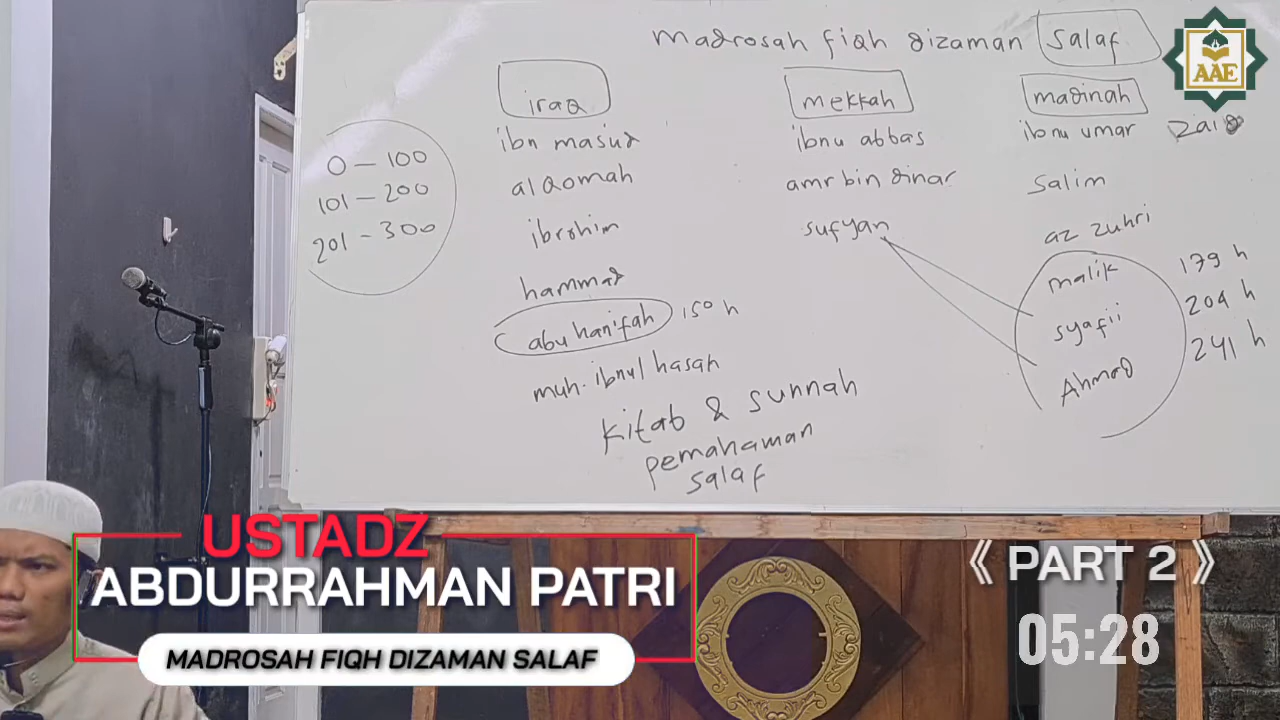 madrosah fiqh dizaman salaf
AAE
iraq
mekkah
madinah
0 - 100
101 - 200
201 - 300
ibn masud
alqomah
ibrohim
hammad
abu hanifah 150 h
muh. ibnul hasan
ibnu abbas
amr bin dinar
sufyan
ibnu umar zaid
salim
az zuhri
malik 179 h
syafii 204 h
Ahmad 241 h
kitab & sunnah
pemahaman
salaf
USTADZ
ABDURRAHMAN PATRI
MADROSAH FIQH DIZAMAN SALAF
《 PART 2 》
05:28